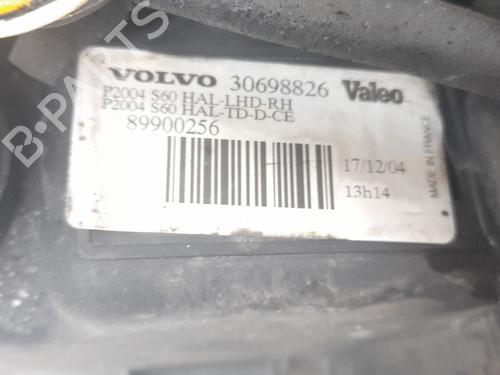 VOLVO 30698826 Valeo
P2004 S60 HAL-LHD-RH
P2004 S60 HAL-TD-D-CE
89900256
17/12/04
13h14
MADE IN FRANCE
B-PARTS